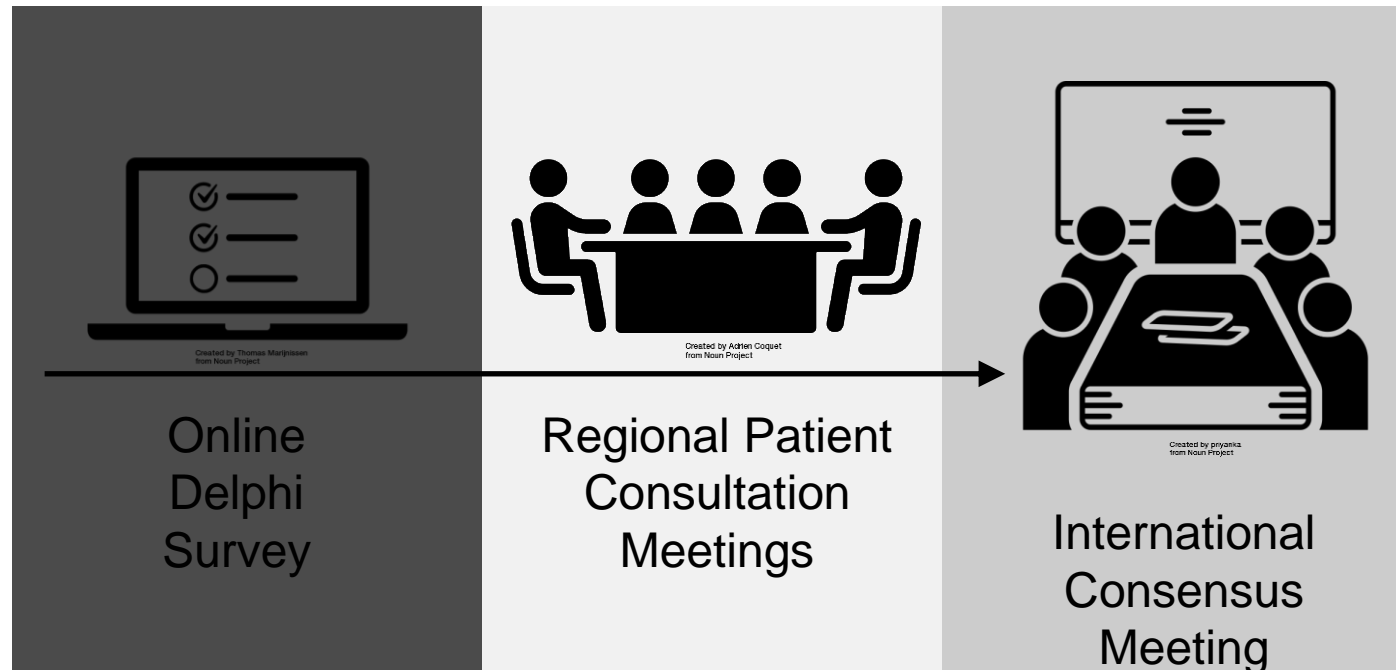 Created by Thomas Marijnissen
from Noun Project
Online
Delphi
Survey
Created by Adrien Coquet
from Noun Project
Regional Patient
Consultation
Meetings
Created by priyanka
from Noun Project
International
Consensus
Meeting